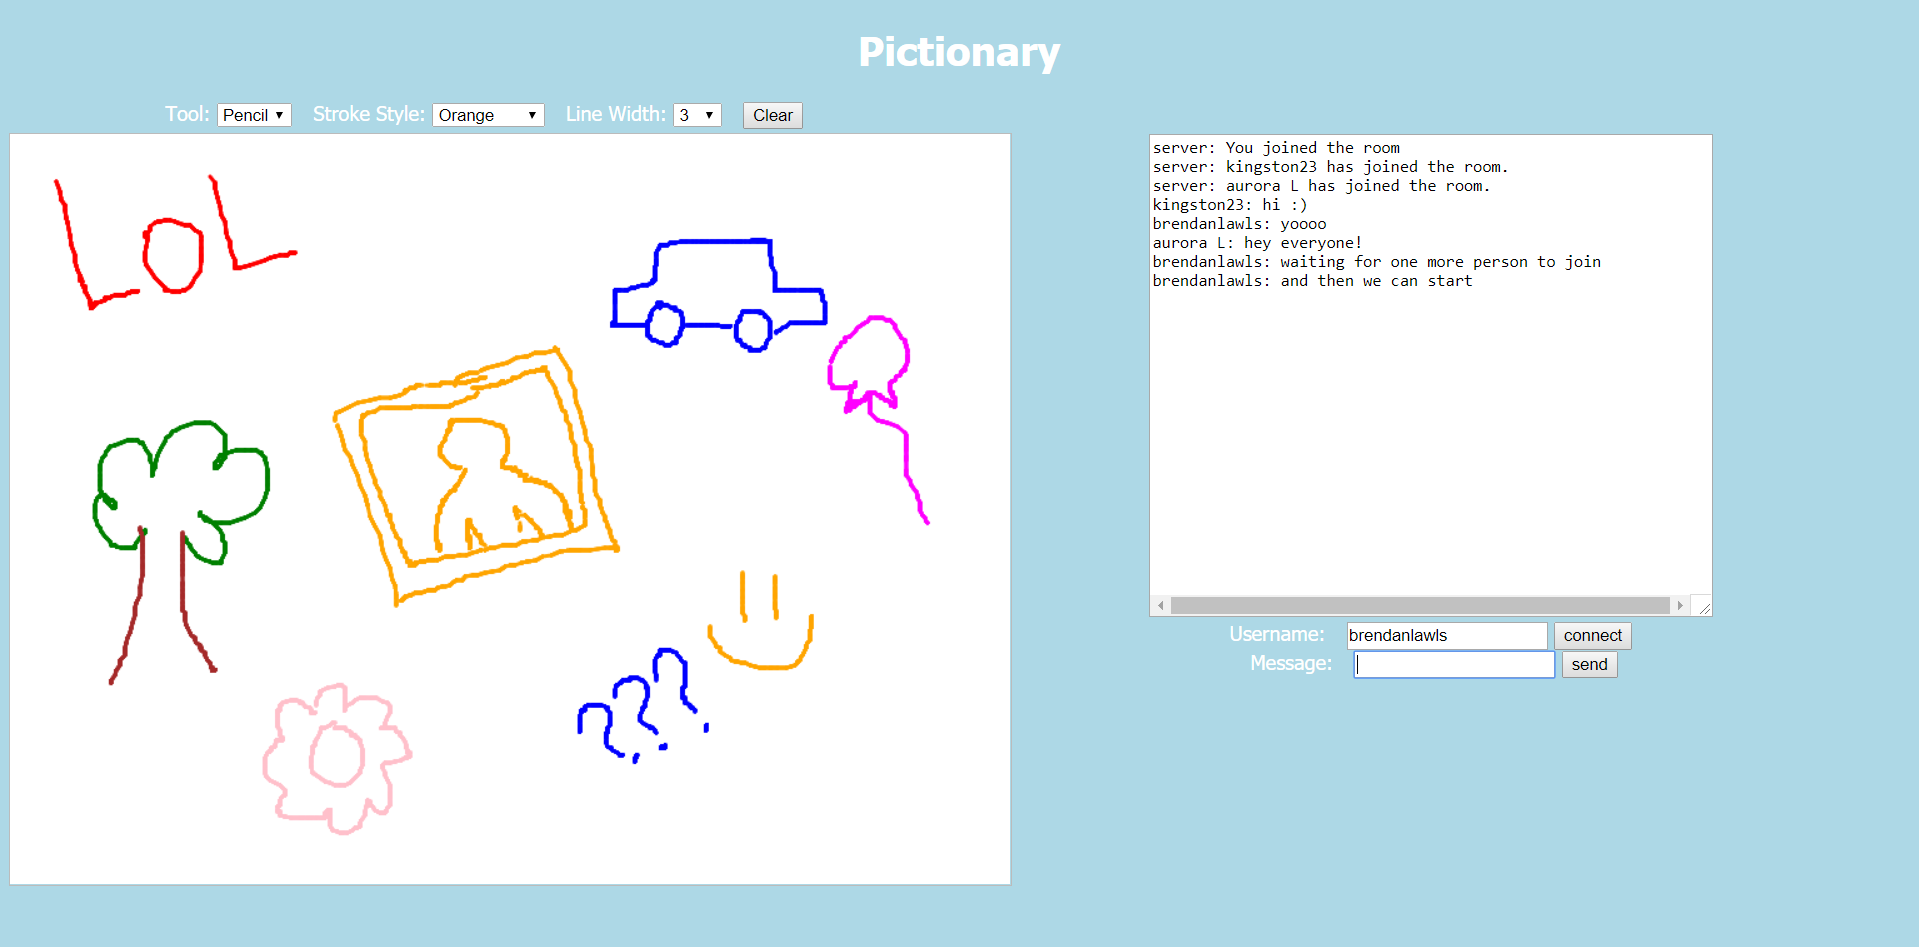 Pictionary
Tool: Pencil Stroke Style: Orange Line Width: 3 Clear
LOL
???
server: You joined the room
server: kingston23 has joined the room.
server: aurora L has joined the room.
kingston23: hi :)
brendanlawls: yoooo
aurora L: hey everyone!
brendanlawls: waiting for one more person to join
brendanlawls: and then we can start
Username: brendanlawls connect
Message: send